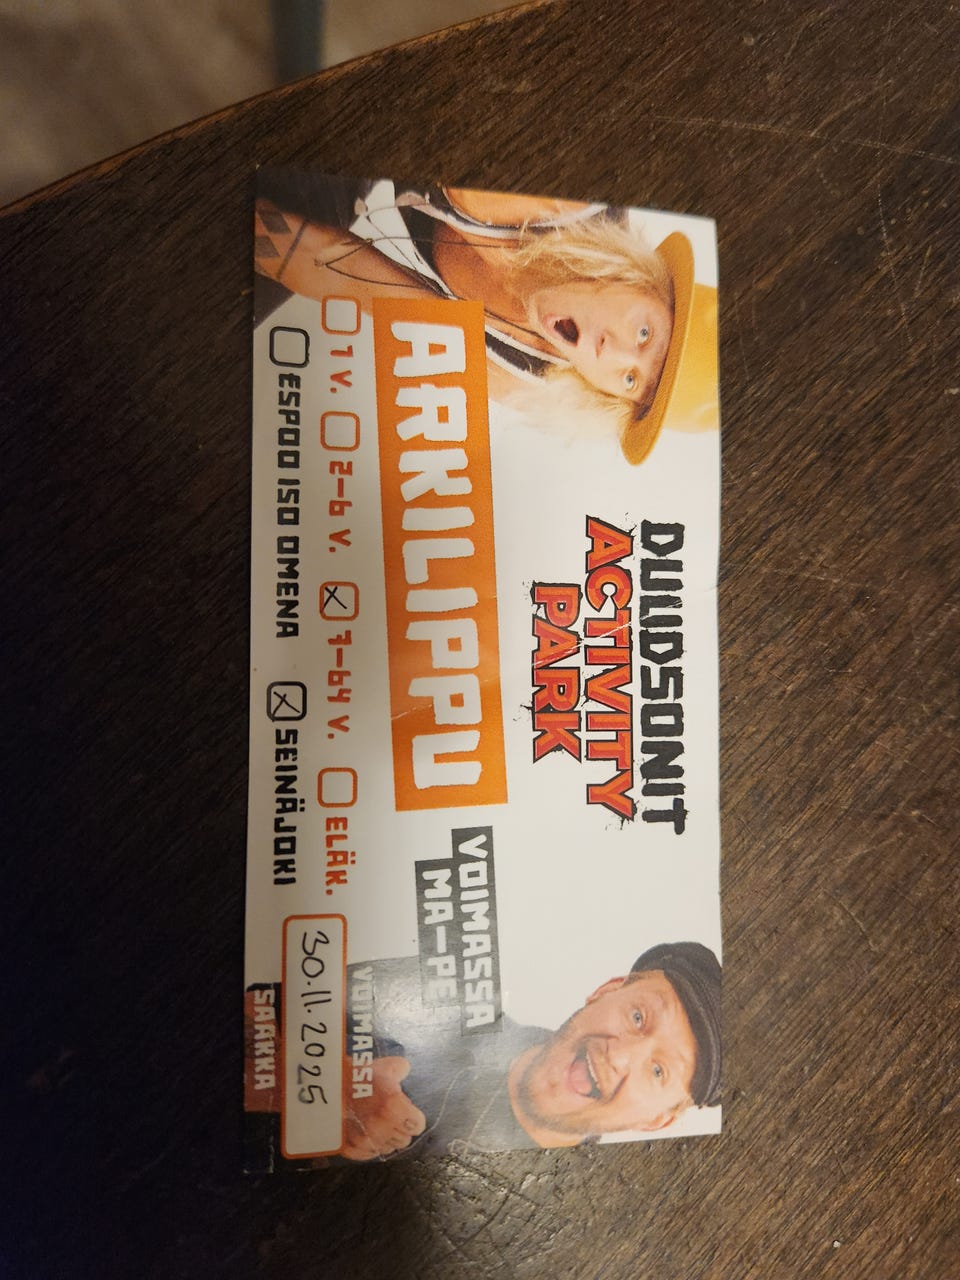 DUUDSONIT
ACTIVITY
PARK
ARKILIPPU
VOIMASSA
MA–PE
1 V. 2–6 V. 7–64 V. ELÄK.
ESPOO ISO OMENA SEINÄJOKI
VOIMASSA
30.11.2025
SAAKKA